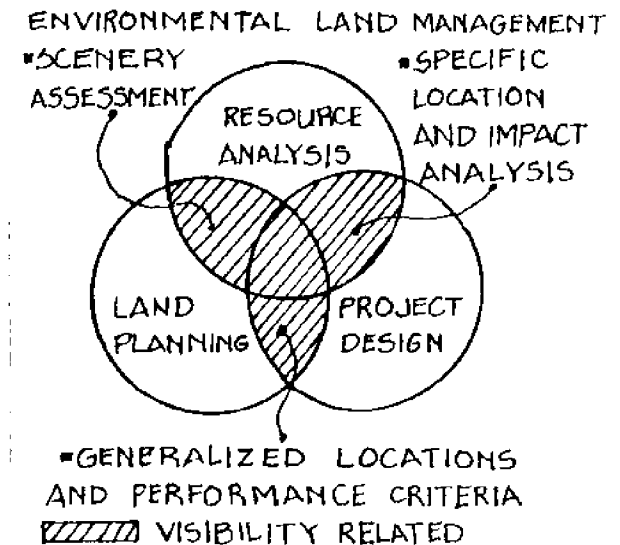 ENVIRONMENTAL LAND MANAGEMENT
▪SCENERY
ASSESSMENT
▪SPECIFIC
LOCATION
AND IMPACT
ANALYSIS
RESOURCE
ANALYSIS
LAND
PLANNING
PROJECT
DESIGN
▪GENERALIZED LOCATIONS
AND PERFORMANCE CRITERIA
VISIBILITY RELATED